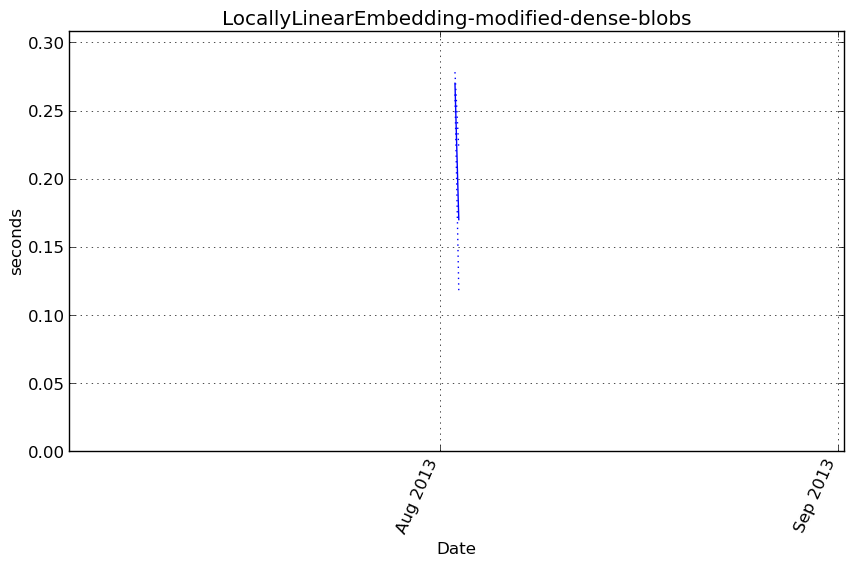 LocallyLinearEmbedding-modified-dense-blobs
0.30
0.25
0.20
0.15
0.10
0.05
0.00
seconds
Aug 2013
Sep 2013
Date